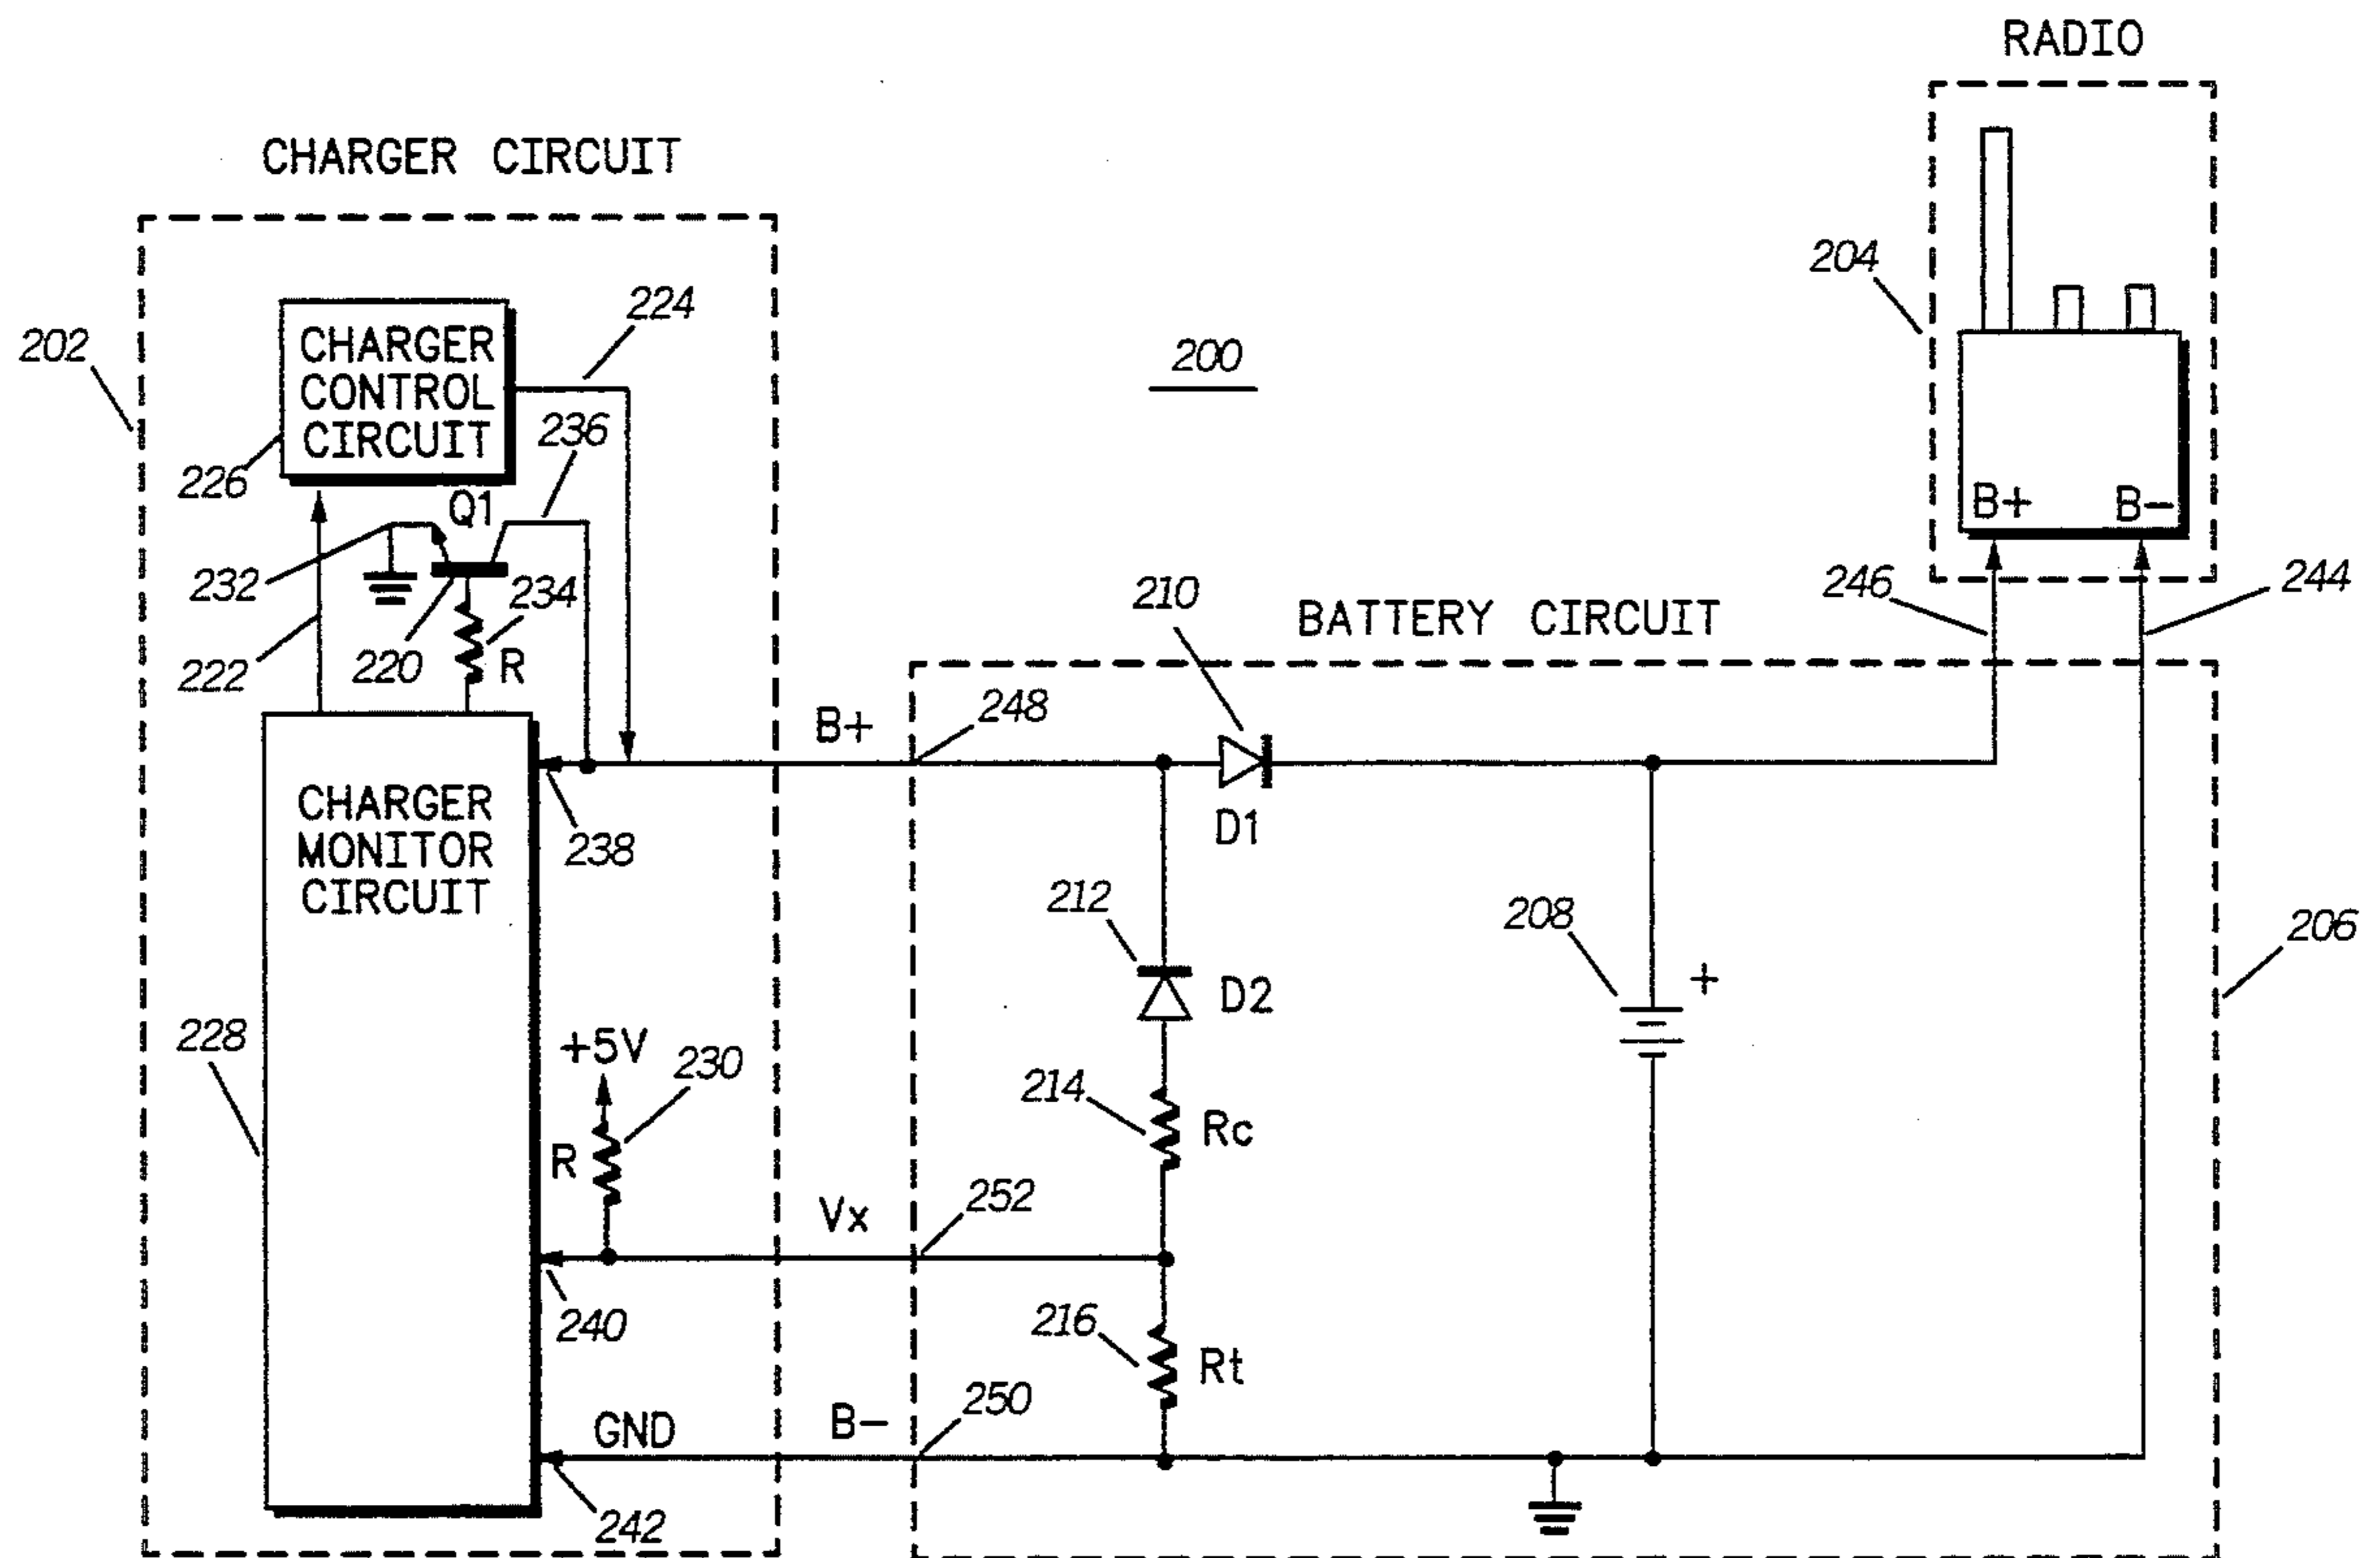 RADIO
CHARGER CIRCUIT
204
224
202
CHARGER
CONTROL
CIRCUIT
200
236
226
Q1
B+ B-
232
234
246
244
210
BATTERY CIRCUIT
222
220
R
B+
248
CHARGER
MONITOR
CIRCUIT
238
D1
212
208
+
206
D2
228
+5V
230
214
Rc
R
Vx
252
240
216
Rt
GND
B-
250
242